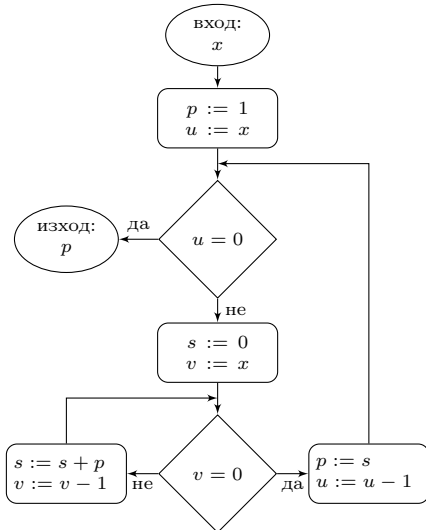 вход:
x
p := 1
u := x
да
изход:
p
u = 0
не
s := 0
v := x
s := s + p
v := v − 1
не
v = 0
да
p := s
u := u − 1